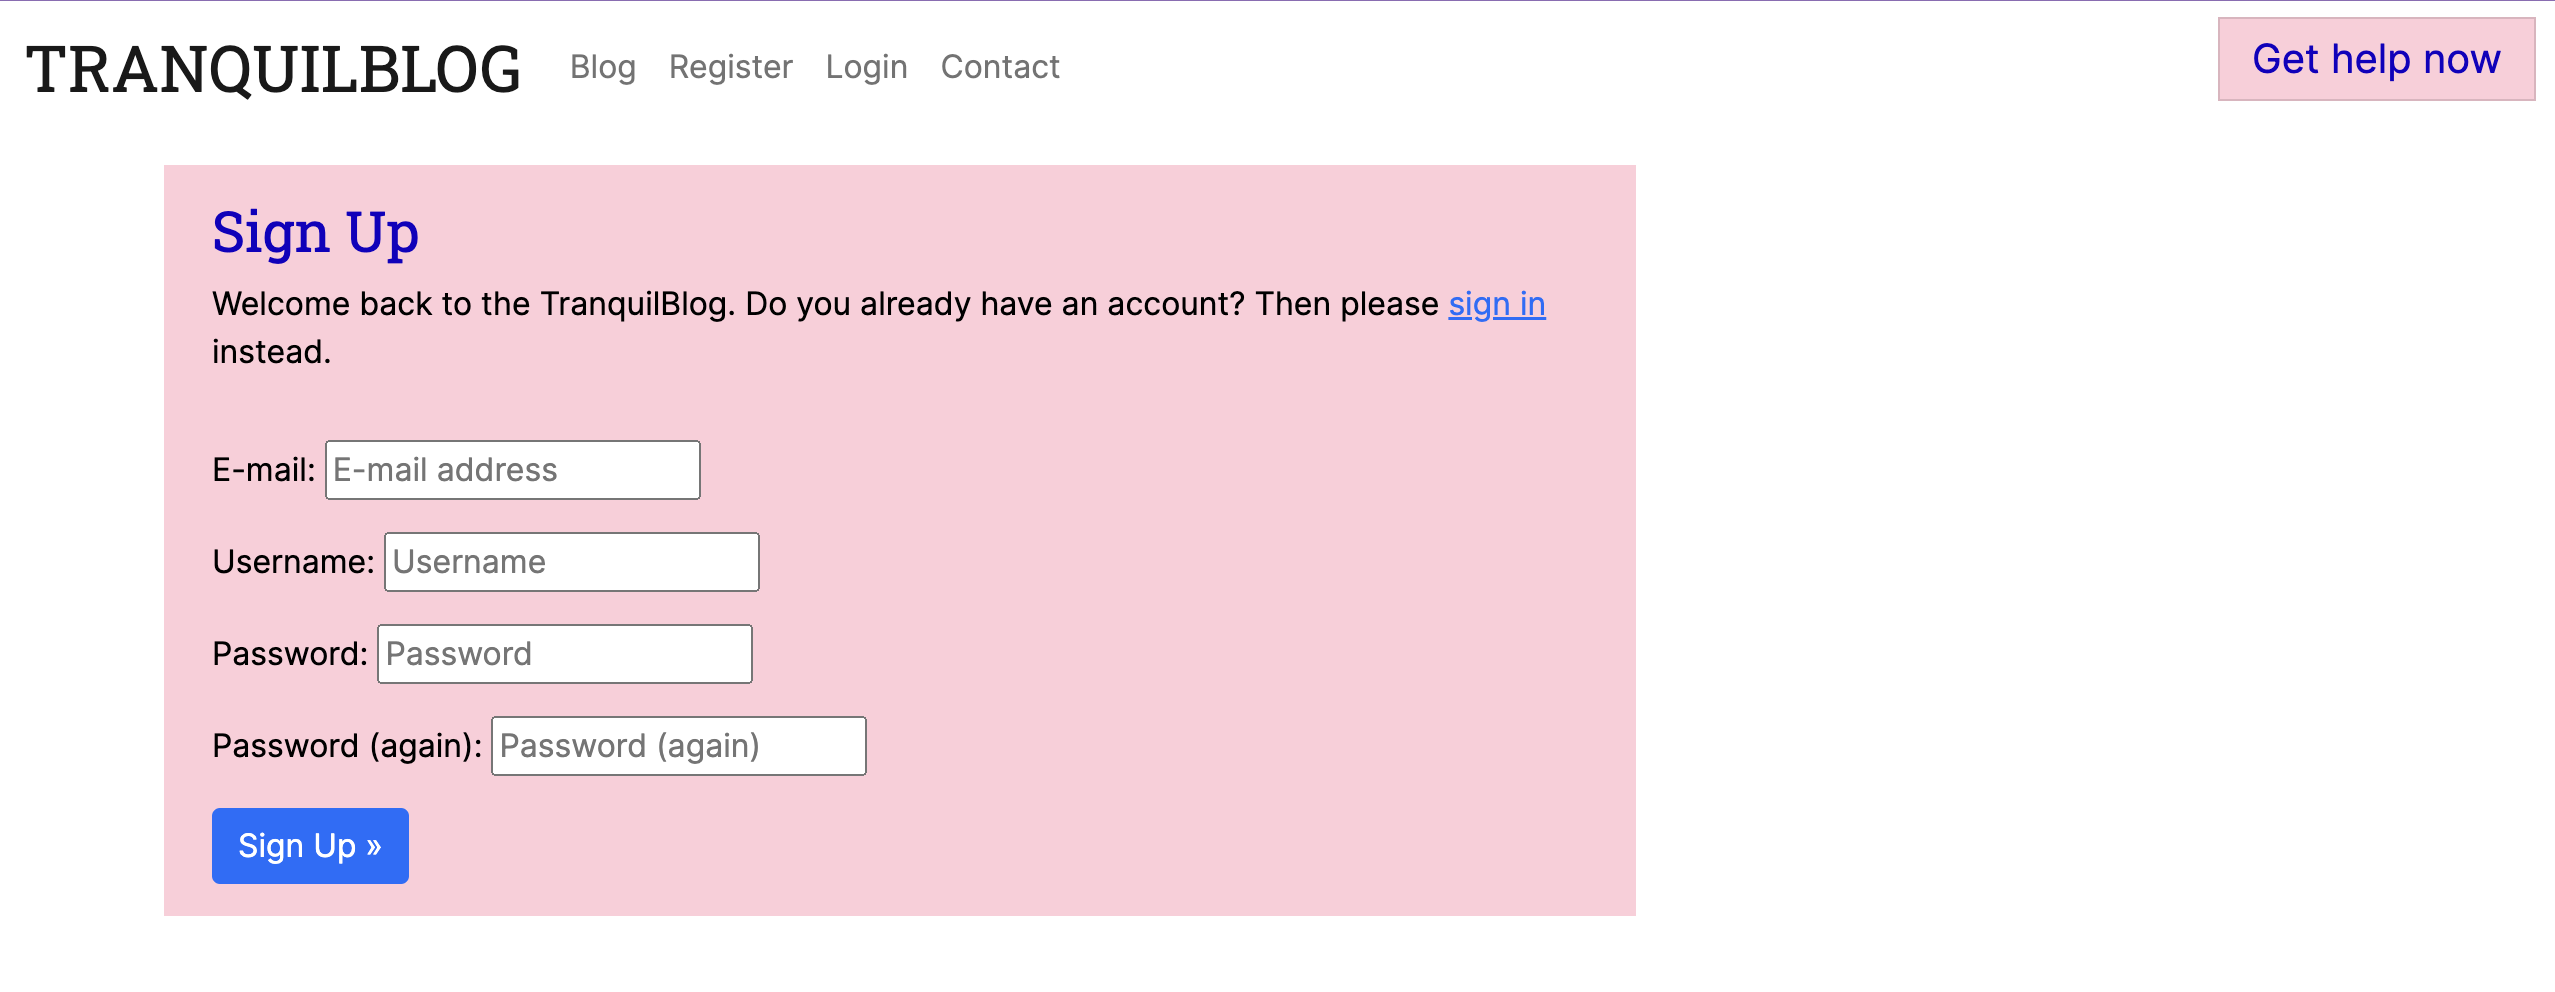 TRANQUILBLOG Blog Register Login Contact Get help now
Sign Up
Welcome back to the TranquilBlog. Do you already have an account? Then please sign in
instead.
E-mail: E-mail address
Username: Username
Password: Password
Password (again): Password (again)
Sign Up »